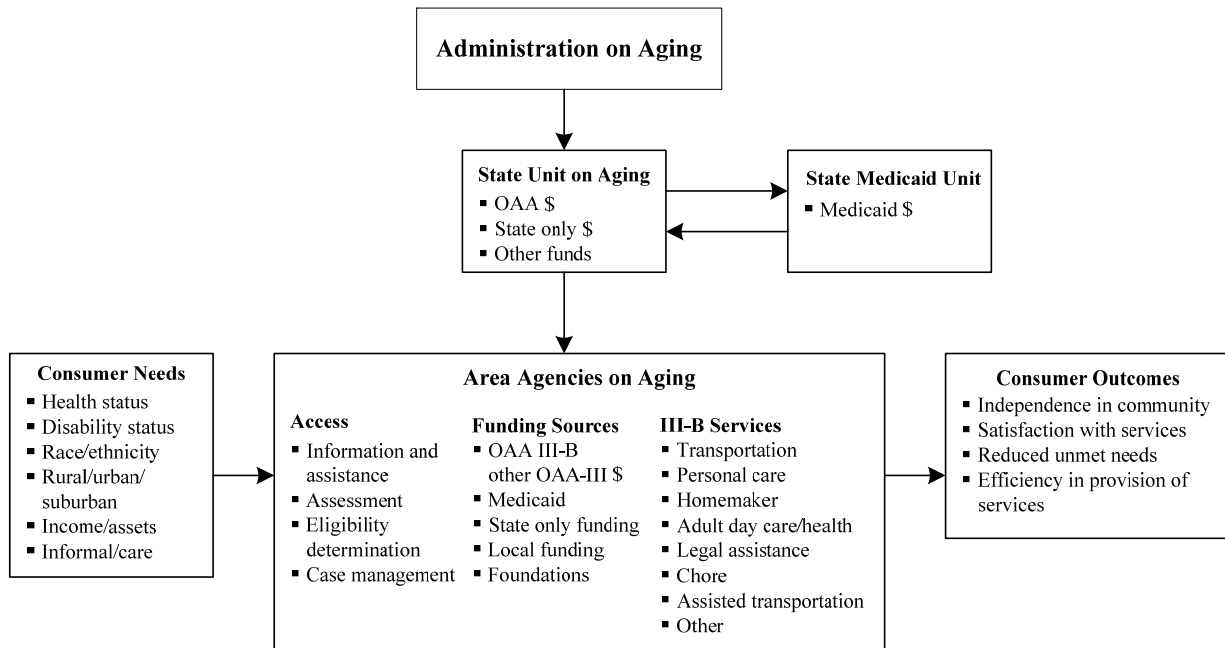 Administration on Aging
State Unit on Aging
▪ OAA $
▪ State only $
▪ Other funds
State Medicaid Unit
▪ Medicaid $
Consumer Needs
▪ Health status
▪ Disability status
▪ Race/ethnicity
▪ Rural/urban/
suburban
▪ Income/assets
▪ Informal/care
Area Agencies on Aging
Access
▪ Information and
assistance
▪ Assessment
▪ Eligibility
determination
▪ Case management
Funding Sources
▪ OAA III-B
other OAA-III $
▪ Medicaid
▪ State only funding
▪ Local funding
▪ Foundations
III-B Services
▪ Transportation
▪ Personal care
▪ Homemaker
▪ Adult day care/health
▪ Legal assistance
▪ Chore
▪ Assisted transportation
▪ Other
Consumer Outcomes
▪ Independence in community
▪ Satisfaction with services
▪ Reduced unmet needs
▪ Efficiency in provision of
services